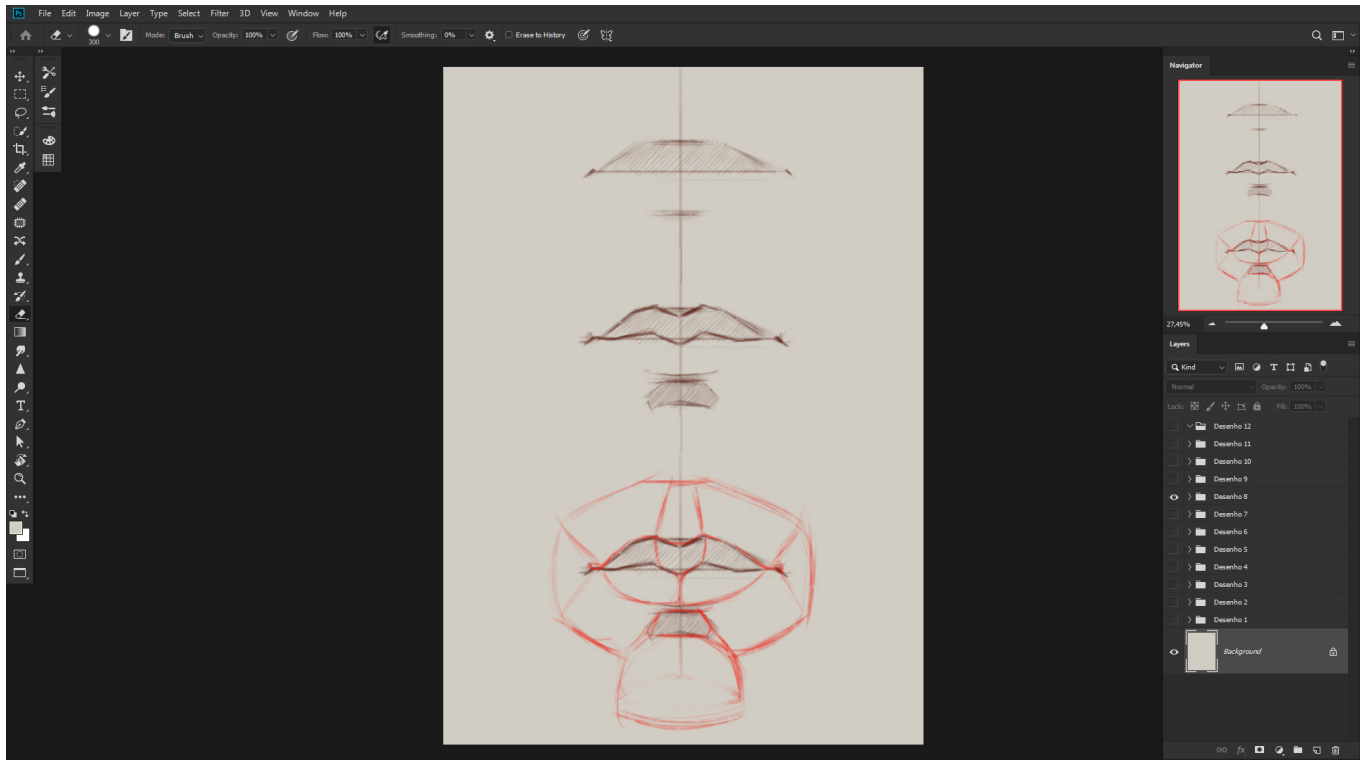 Ps File Edit Image Layer Type Select Filter 3D View Window Help
300 Mode: Brush Opacity: 100% Flow: 100% Smoothing: 0% Erase to History
Navigator
27,45%
Layers
Kind
Normal Opacity: 100%
Lock: Fill: 100%
Desenho 12
Desenho 11
Desenho 10
Desenho 9
Desenho 8
Desenho 7
Desenho 6
Desenho 5
Desenho 4
Desenho 3
Desenho 2
Desenho 1
Background
fx